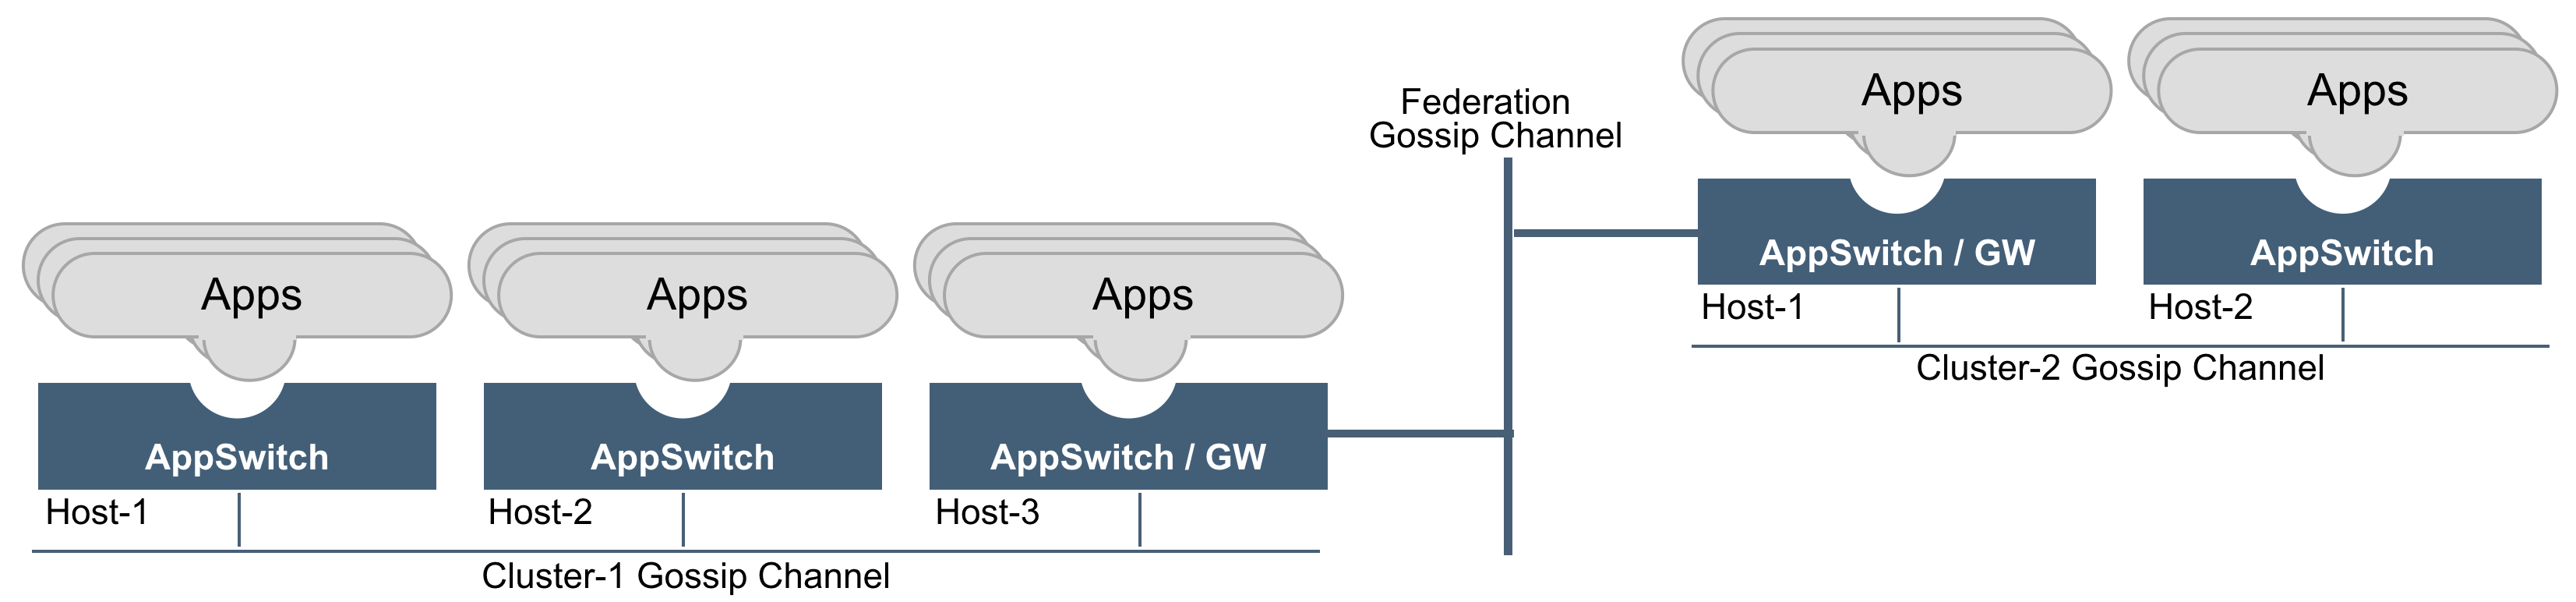 Federation
Gossip Channel
Apps
Apps
AppSwitch / GW
AppSwitch
Host-1
Host-2
Cluster-2 Gossip Channel
Apps
Apps
Apps
AppSwitch
AppSwitch
AppSwitch / GW
Host-1
Host-2
Host-3
Cluster-1 Gossip Channel